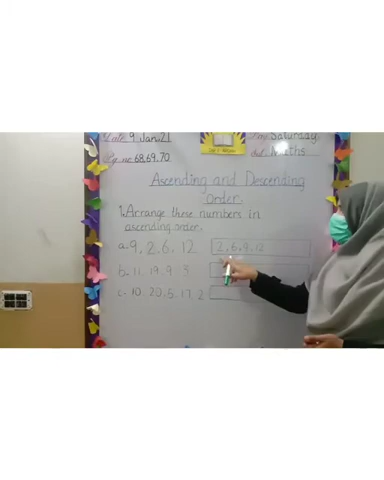 Date 9 Jan, 21
Day Saturday
Pg no 68,69,70
Sub Maths
Ascending and Descending
Order.
1. Arrange these numbers in
ascending order.
a. 9, 2, 6, 12 2, 6, 9, 12
b. 11, 19, 9, 3
c. 10, 20, 5, 17, 2